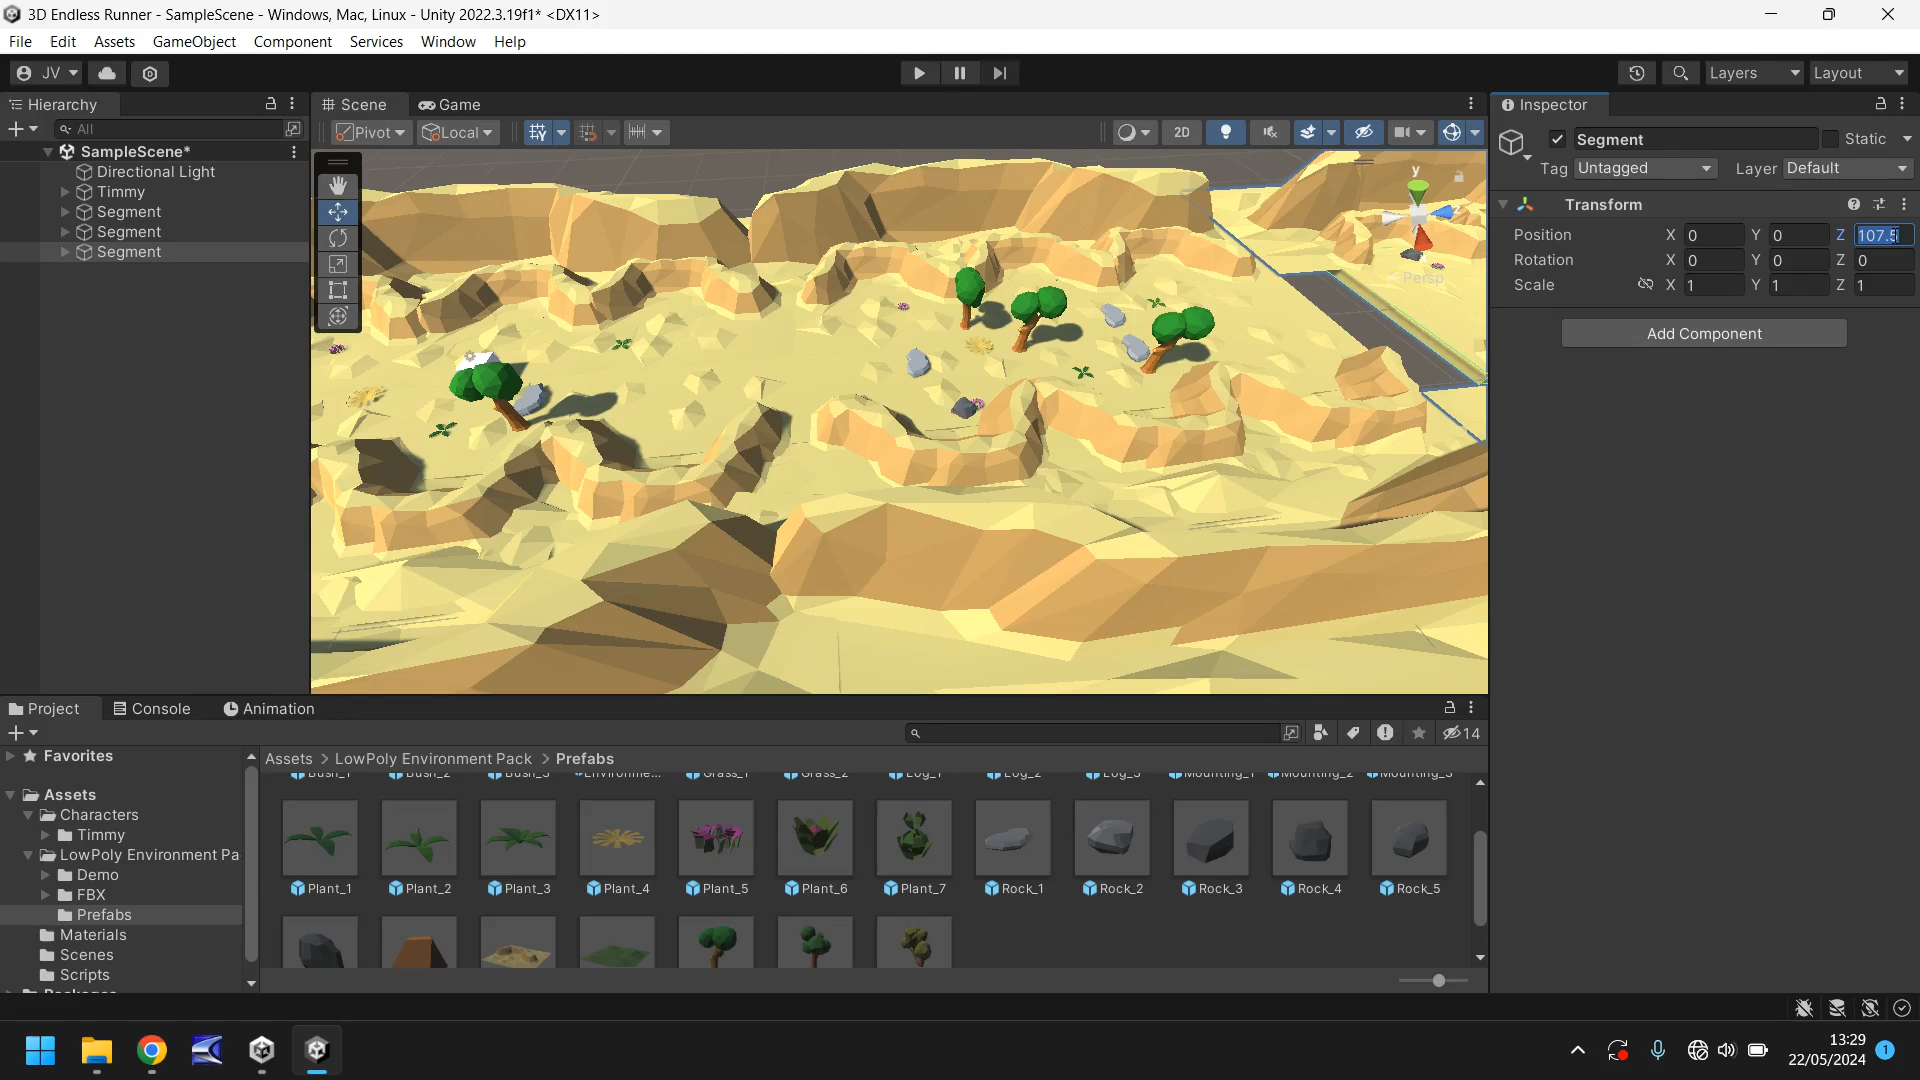 3D Endless Runner - SampleScene - Windows, Mac, Linux - Unity 2022.3.19f1* <DX11>
File Edit Assets GameObject Component Services Window Help
JV Layers Layout
Hierarchy Scene Game Inspector
All Pivot Local 2D Segment Static
SampleScene*
Tag Untagged Layer Default
Directional Light
Timmy
Segment
Segment
Segment
y
z
Persp
Transform
Position X 0 Y 0 Z 107.5
Rotation X 0 Y 0 Z 0
Scale X 1 Y 1 Z 1
Add Component
Project Console Animation
14
Favorites
Assets > LowPoly Environment Pack > Prefabs
Assets
Characters
Timmy
LowPoly Environment Pa
Demo
FBX
Prefabs
Materials
Scenes
Scripts
Bush_1 Bush_2 Bush_3 Environme... Grass_1 Grass_2 Log_1 Log_2 Log_3 Mounting_1 Mounting_2 Mounting_3
Plant_1 Plant_2 Plant_3 Plant_4 Plant_5 Plant_6 Plant_7 Rock_1 Rock_2 Rock_3 Rock_4 Rock_5
13:29
22/05/2024
1